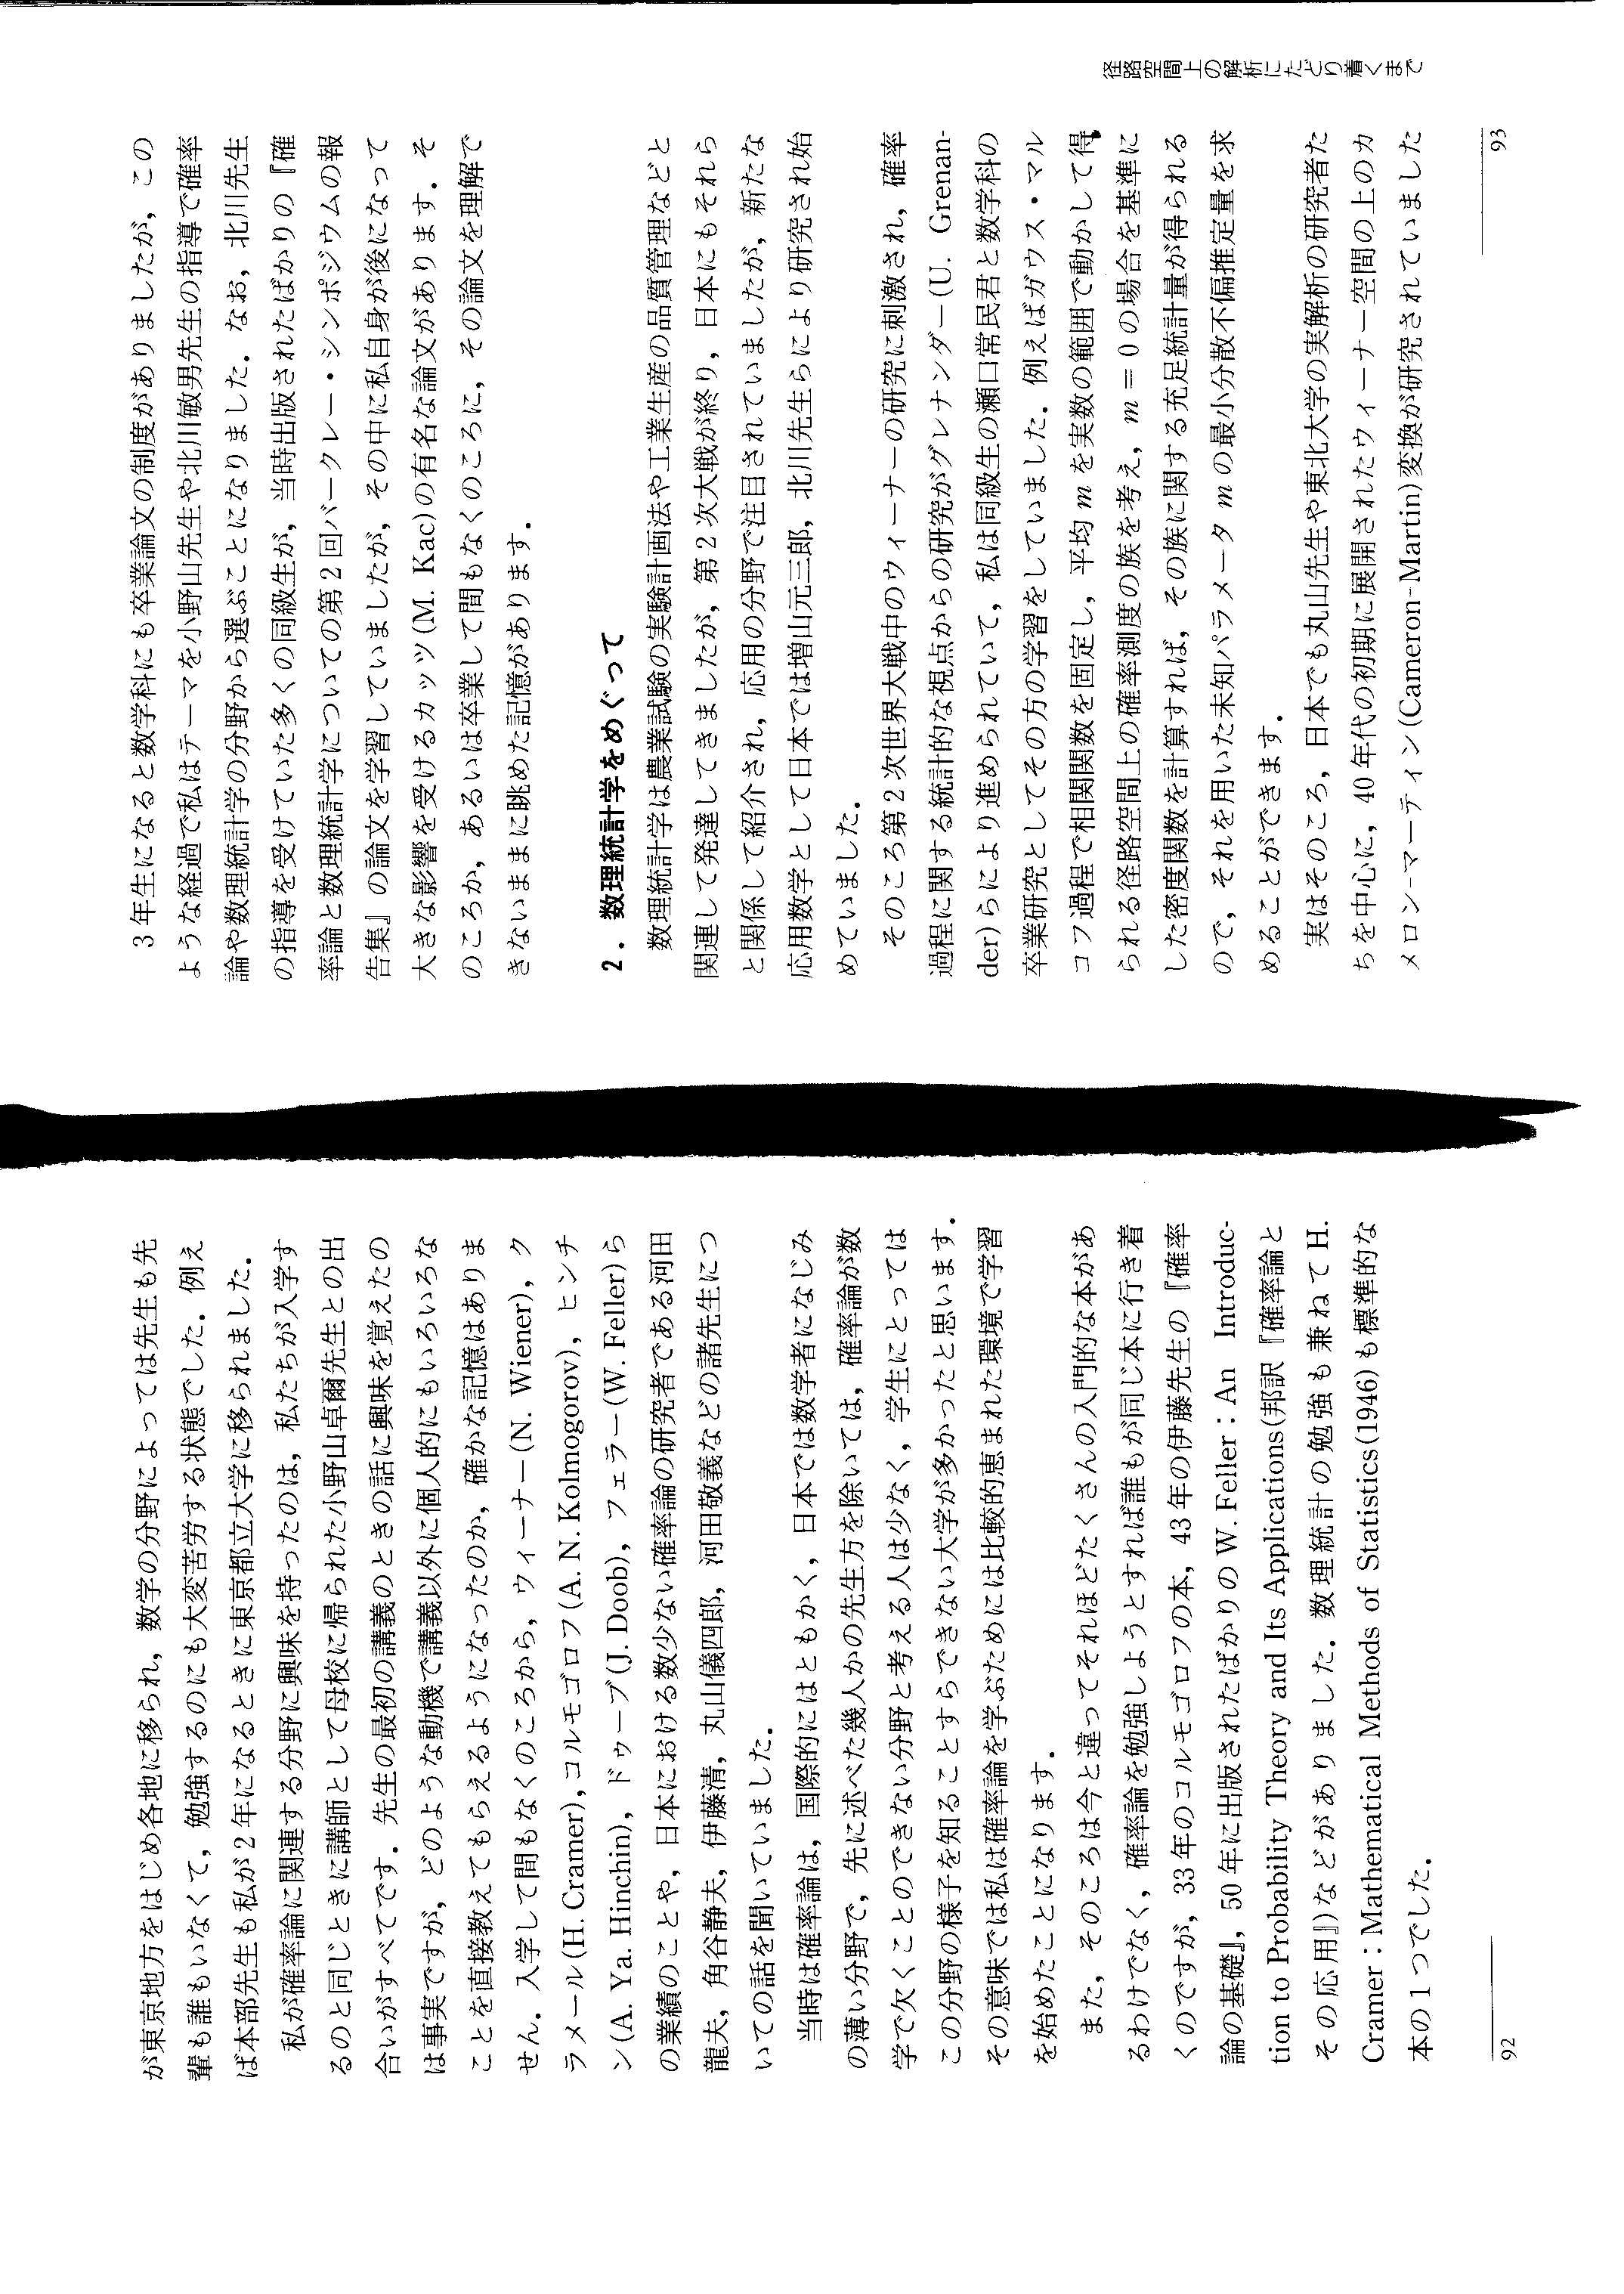 が東京地方をはじめ各地に移られ，数学の分野によっては先生も先
輩も誰もいなくて，勉強するのにも大変苦労する状態でした．例え
ば本部先生も私が2年になるときに東京都立大学に移られました．
私が確率論に関連する分野に興味を持ったのは，私たちが入学す
るのと同じときに講師として母校に帰られた小野山卓爾先生との出
合いがすべてです．先生の最初の講義のときの話に興味を覚えたの
は事実ですが，どのような動機で講義以外に個人的にもいろいろな
ことを直接教えてもらえるようになったのか，確かな記憶はありま
せん．入学して間もなくのころから，ウィーナー(N. Wiener)，ク
ラメール(H. Cramer)，コルモゴロフ(A. N. Kolmogorov)，ヒンチ
ン(A. Ya. Hinchin)，ドゥーブ(J. Doob)，フェラー(W. Feller)ら
の業績のことや，日本における数少ない確率論の研究者である河田
龍夫，角谷静夫，伊藤清，丸山儀四郎，河田敬義などの諸先生につ
いての話を聞いていました．
当時は確率論は，国際的にはともかく，日本では数学者になじみ
の薄い分野で，先に述べた幾人かの先生方を除いては，確率論が数
学で欠くことのできない分野と考える人は少なく，学生にとっては
この分野の様子を知ることすらできない大学が多かったと思います．
その意味では私は確率論を学ぶためには比較的恵まれた環境で学習
を始めたことになります．
また，そのころは今と違ってそれほどたくさんの入門的な本があ
るわけでなく，確率論を勉強しようとすれば誰もが同じ本に行き着
くのですが，33年のコルモゴロフの本，43年の伊藤先生の『確率
論の基礎』，50年に出版されたばかりのW. Feller：An Introduc-
tion to Probability Theory and Its Applications(邦訳『確率論と
その応用』)などがありました．数理統計の勉強も兼ねてH.
Cramer：Mathematical Methods of Statistics(1946)も標準的な
本の1つでした．
92
径路空間上の解析にたどり着くまで
3年生になると数学科にも卒業論文の制度がありましたが，この
ような経過で私はテーマを小野山先生や北川敏男先生の指導で確率
論や数理統計学の分野から選ぶことになりました．なお，北川先生
の指導を受けていた多くの同級生が，当時出版されたばかりの『確
率論と数理統計学についての第2回バークレー・シンポジウムの報
告集』の論文を学習していましたが，その中に私自身が後になって
大きな影響を受けるカッツ(M. Kac)の有名な論文があります．そ
のころか，あるいは卒業して間もなくのころに，その論文を理解で
きないままに眺めた記憶があります．
2．数理統計学をめぐって
数理統計学は農業試験の実験計画法や工業生産の品質管理などと
関連して発達してきましたが，第2次大戦が終り，日本にもそれら
と関係して紹介され，応用の分野で注目されていましたが，新たな
応用数学として日本では増山元三郎，北川先生らにより研究され始
めていました．
そのころ第2次世界大戦中のウィーナーの研究に刺激され，確率
過程に関する統計的な視点からの研究がグレナンダー(U. Grenan-
der)らにより進められていて，私は同級生の瀬口常民君と数学科の
卒業研究としてその方の学習をしていました．例えばガウス・マル
コフ過程で相関関数を固定し，平均mを実数の範囲で動かして得
られる径路空間上の確率測度の族を考え，m＝0の場合を基準に
した密度関数を計算すれば，その族に関する充足統計量が得られる
ので，それを用いた未知パラメータmの最小分散不偏推定量を求
めることができます．
実はそのころ，日本でも丸山先生や東北大学の実解析の研究者た
ちを中心に，40年代の初期に展開されたウィーナー空間の上のカ
メロン-マーティン(Cameron-Martin)変換が研究されていました
93